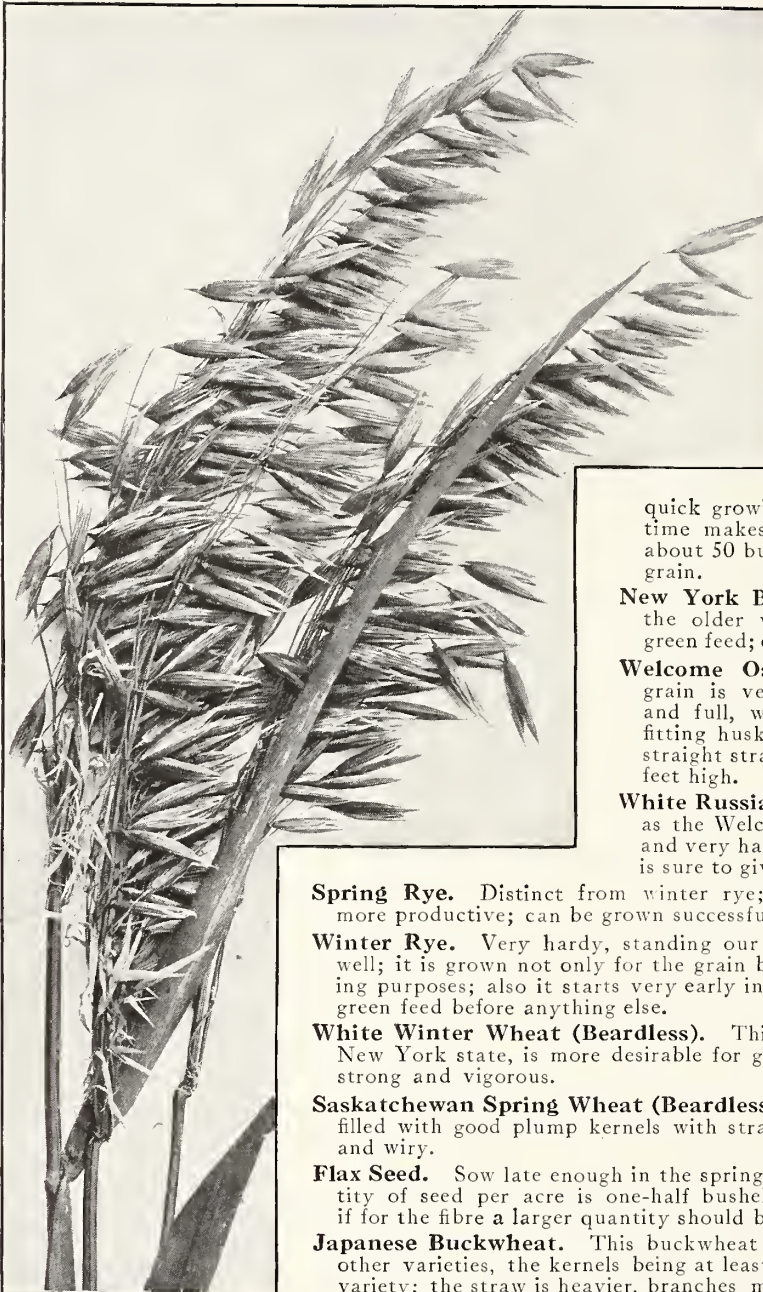 quick grow
time makes
about 50 bu
grain.
New York B
the older v
green feed;
Welcome Os
grain is ve
and full, w
fitting husk
straight stra
feet high.
White Russia
as the Welc
and very ha
is sure to giv
Spring Rye. Distinct from winter rye;
more productive; can be grown successfu
Winter Rye. Very hardy, standing our
well; it is grown not only for the grain b
ing purposes; also it starts very early in
green feed before anything else.
White Winter Wheat (Beardless). Thi
New York state, is more desirable for g
strong and vigorous.
Saskatchewan Spring Wheat (Beardless
filled with good plump kernels with stra
and wiry.
Flax Seed. Sow late enough in the spring
tity of seed per acre is one-half bushe
if for the fibre a larger quantity should b
Japanese Buckwheat. This buckwheat
other varieties, the kernels being at leas
variety; the straw is heavier, branches m